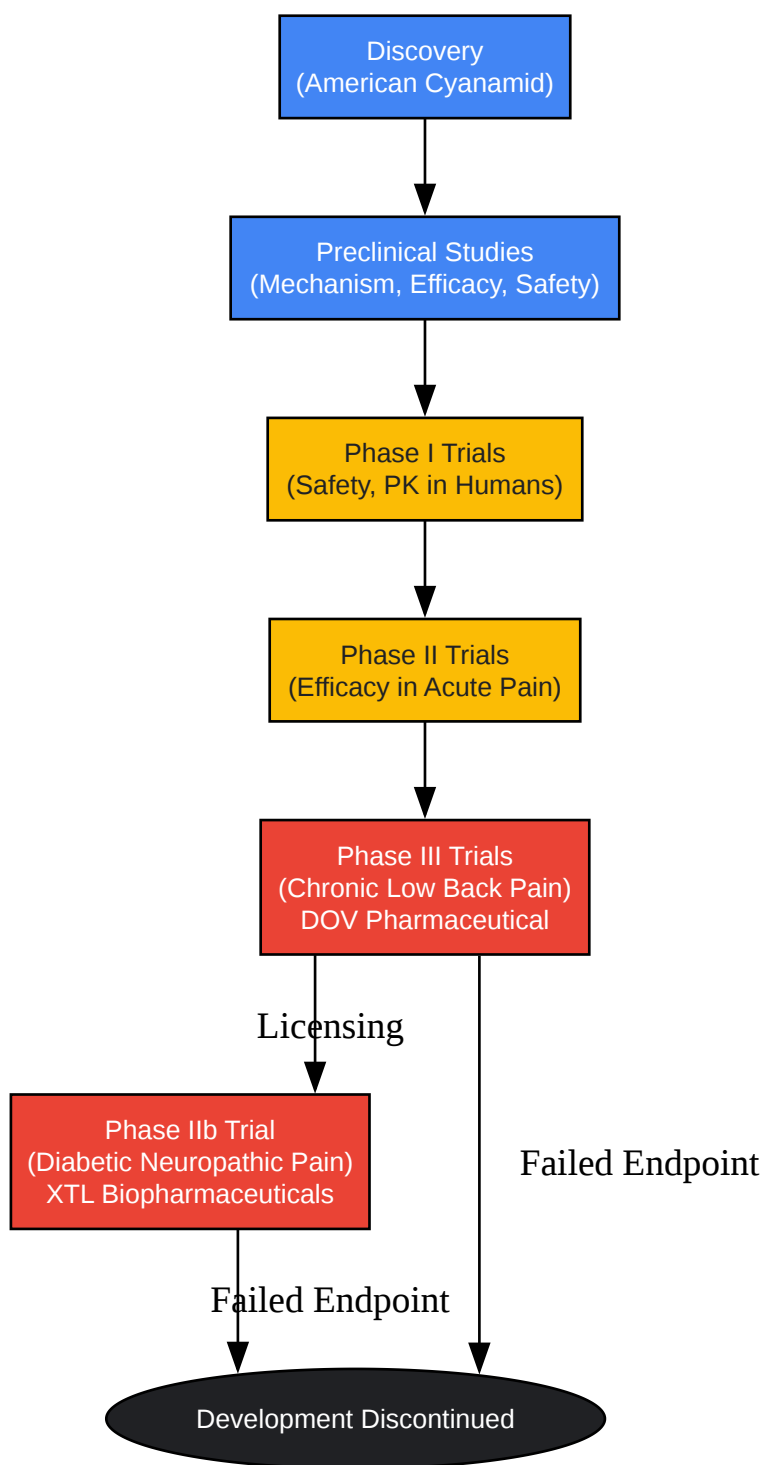 Discovery
(American Cyanamid)
Preclinical Studies
(Mechanism, Efficacy, Safety)
Phase I Trials
(Safety, PK in Humans)
Phase II Trials
(Efficacy in Acute Pain)
Phase III Trials
(Chronic Low Back Pain)
DOV Pharmaceutical
Licensing
Phase IIb Trial
(Diabetic Neuropathic Pain)
XTL Biopharmaceuticals
Failed Endpoint
Failed Endpoint
Development Discontinued